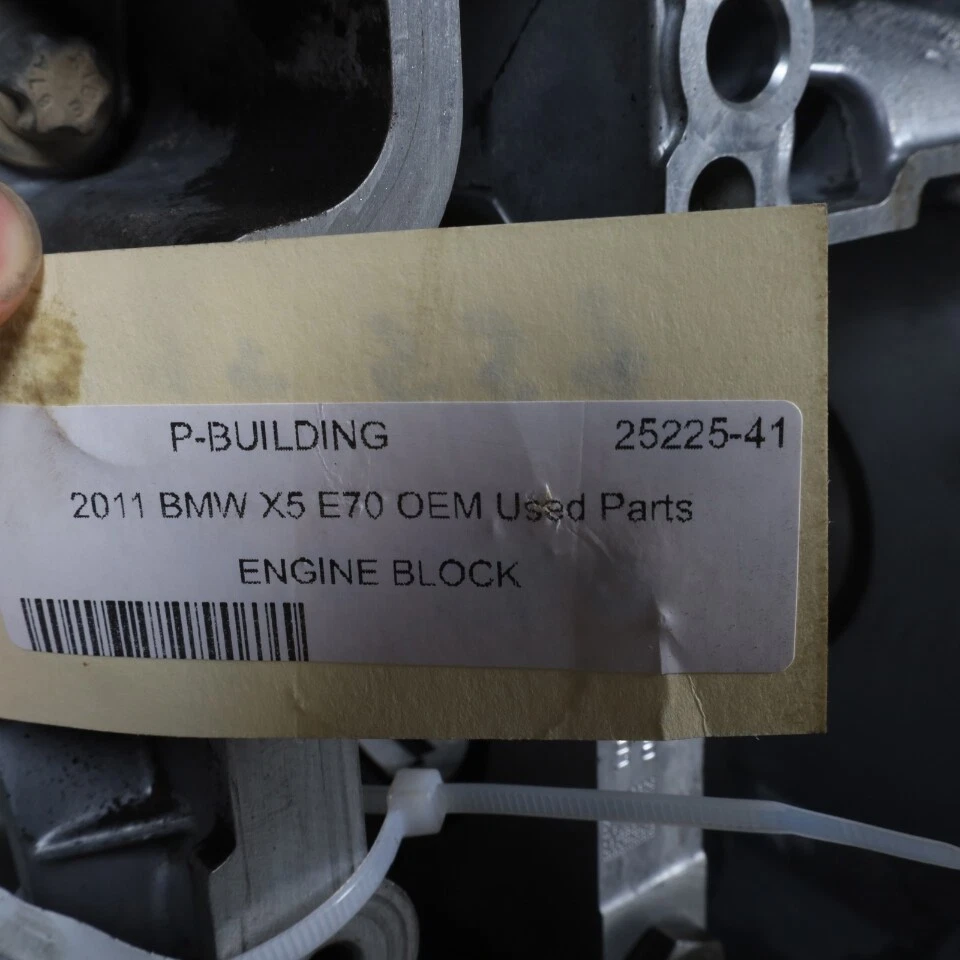 P-BUILDING 25225-41
2011 BMW X5 E70 OEM Used Parts
ENGINE BLOCK